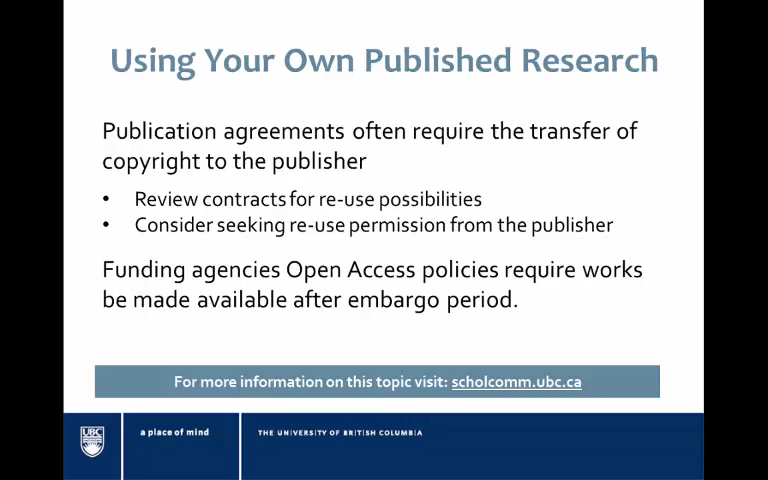 Using Your Own Published Research
Publication agreements often require the transfer of
copyright to the publisher
• Review contracts for re-use possibilities
• Consider seeking re-use permission from the publisher
Funding agencies Open Access policies require works
be made available after embargo period.
For more information on this topic visit: scholcomm.ubc.ca
UBC
a place of mind
THE UNIVERSITY OF BRITISH COLUMBIA